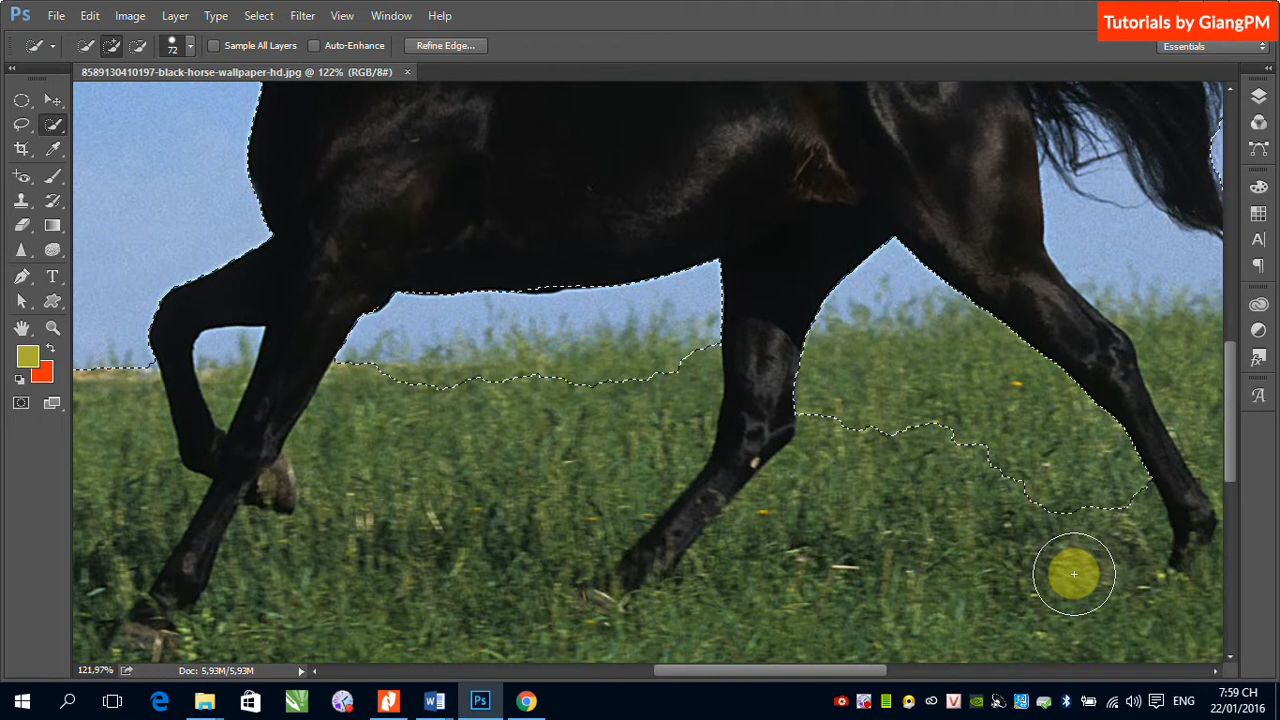 Ps File Edit Image Layer Type Select Filter View Window Help
Tutorials by GiangPM
72 Sample All Layers Auto-Enhance Refine Edge... Essentials
8589130410197-black-horse-wallpaper-hd.jpg @ 122% (RGB/8#) ×
121,97% Doc: 5,93M/5,93M
ENG 7:59 CH
22/01/2016